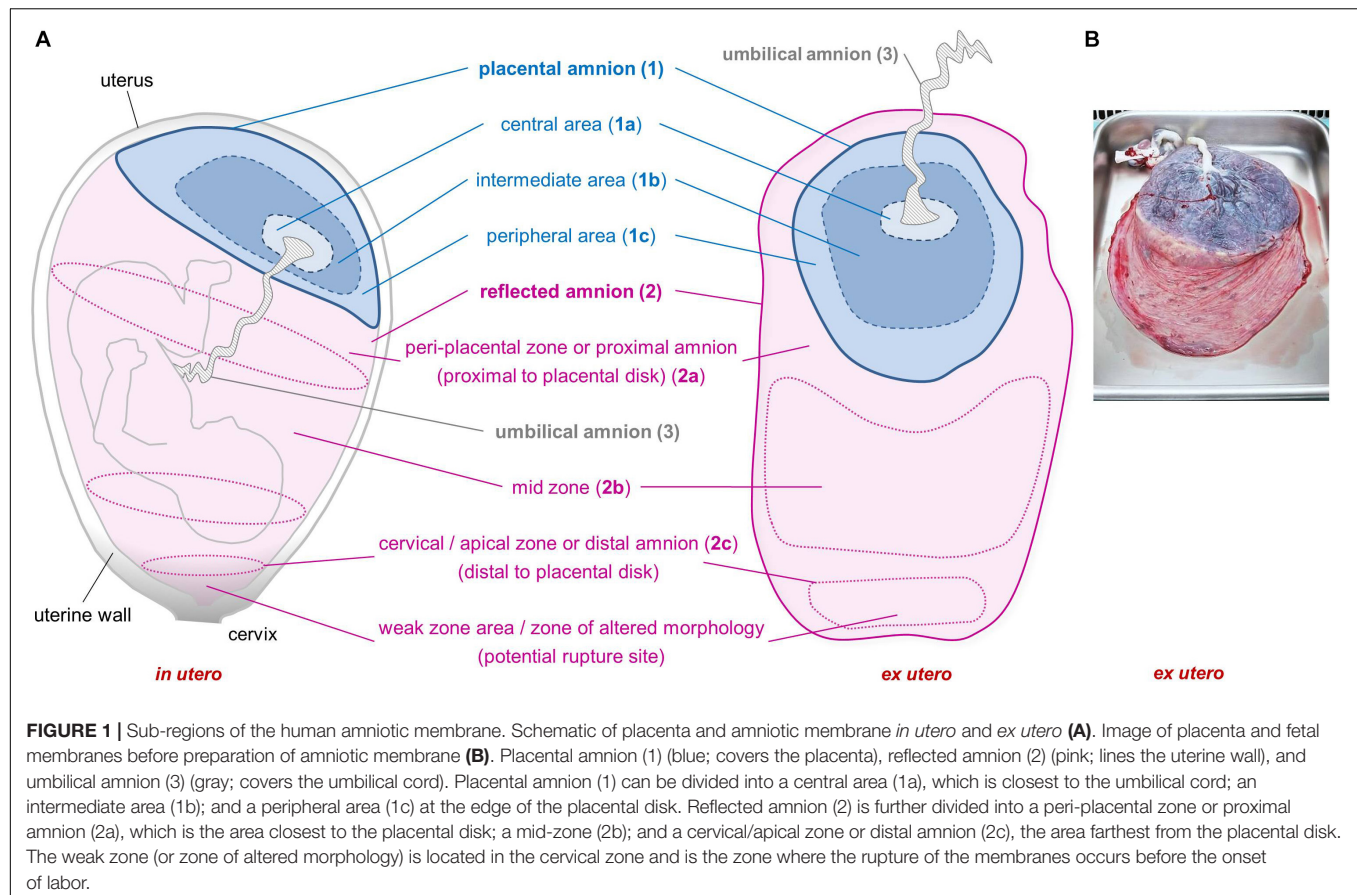 A
B
umbilical amnion (3)
uterus
placental amnion (1)
central area (1a)
intermediate area (1b)
peripheral area (1c)
reflected amnion (2)
peri-placental zone or proximal amnion
(proximal to placental disk) (2a)
umbilical amnion (3)
mid zone (2b)
cervical / apical zone or distal amnion (2c)
(distal to placental disk)
uterine wall
cervix
weak zone area / zone of altered morphology
(potential rupture site)
in utero
ex utero
ex utero
FIGURE 1 | Sub-regions of the human amniotic membrane. Schematic of placenta and amniotic membrane in utero and ex utero (A). Image of placenta and fetal
membranes before preparation of amniotic membrane (B). Placental amnion (1) (blue; covers the placenta), reflected amnion (2) (pink; lines the uterine wall), and
umbilical amnion (3) (gray; covers the umbilical cord). Placental amnion (1) can be divided into a central area (1a), which is closest to the umbilical cord; an
intermediate area (1b); and a peripheral area (1c) at the edge of the placental disk. Reflected amnion (2) is further divided into a peri-placental zone or proximal
amnion (2a), which is the area closest to the placental disk; a mid-zone (2b); and a cervical/apical zone or distal amnion (2c), the area farthest from the placental disk.
The weak zone (or zone of altered morphology) is located in the cervical zone and is the zone where the rupture of the membranes occurs before the onset
of labor.